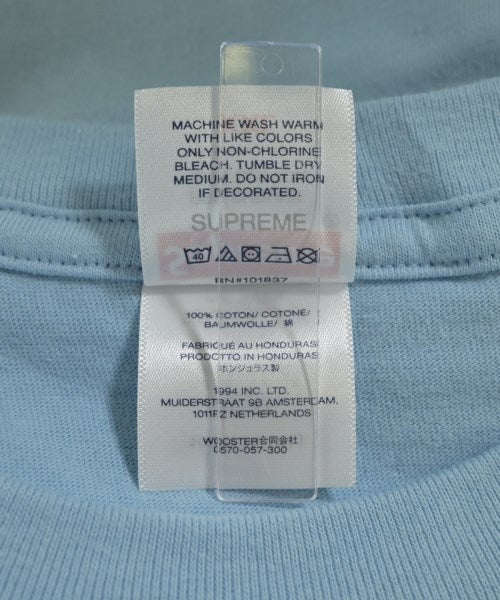 MACHINE WASH WARM
WITH LIKE COLORS
ONLY NON-CHLORINE
BLEACH. TUMBLE DRY
MEDIUM. DO NOT IRON
IF DECORATED.
SUPREME
40
RN#101837
100% COTON/ COTONE/
BAUMWOLLE/ 綿
FABRIQUÉ AU HONDURAS
PRODOTTO IN HONDURAS
ホンジュラス製
1994 INC. LTD.
MUIDERSTRAAT 9B AMSTERDAM.
1011PZ NETHERLANDS
WOOSTER合同会社
0570-057-300